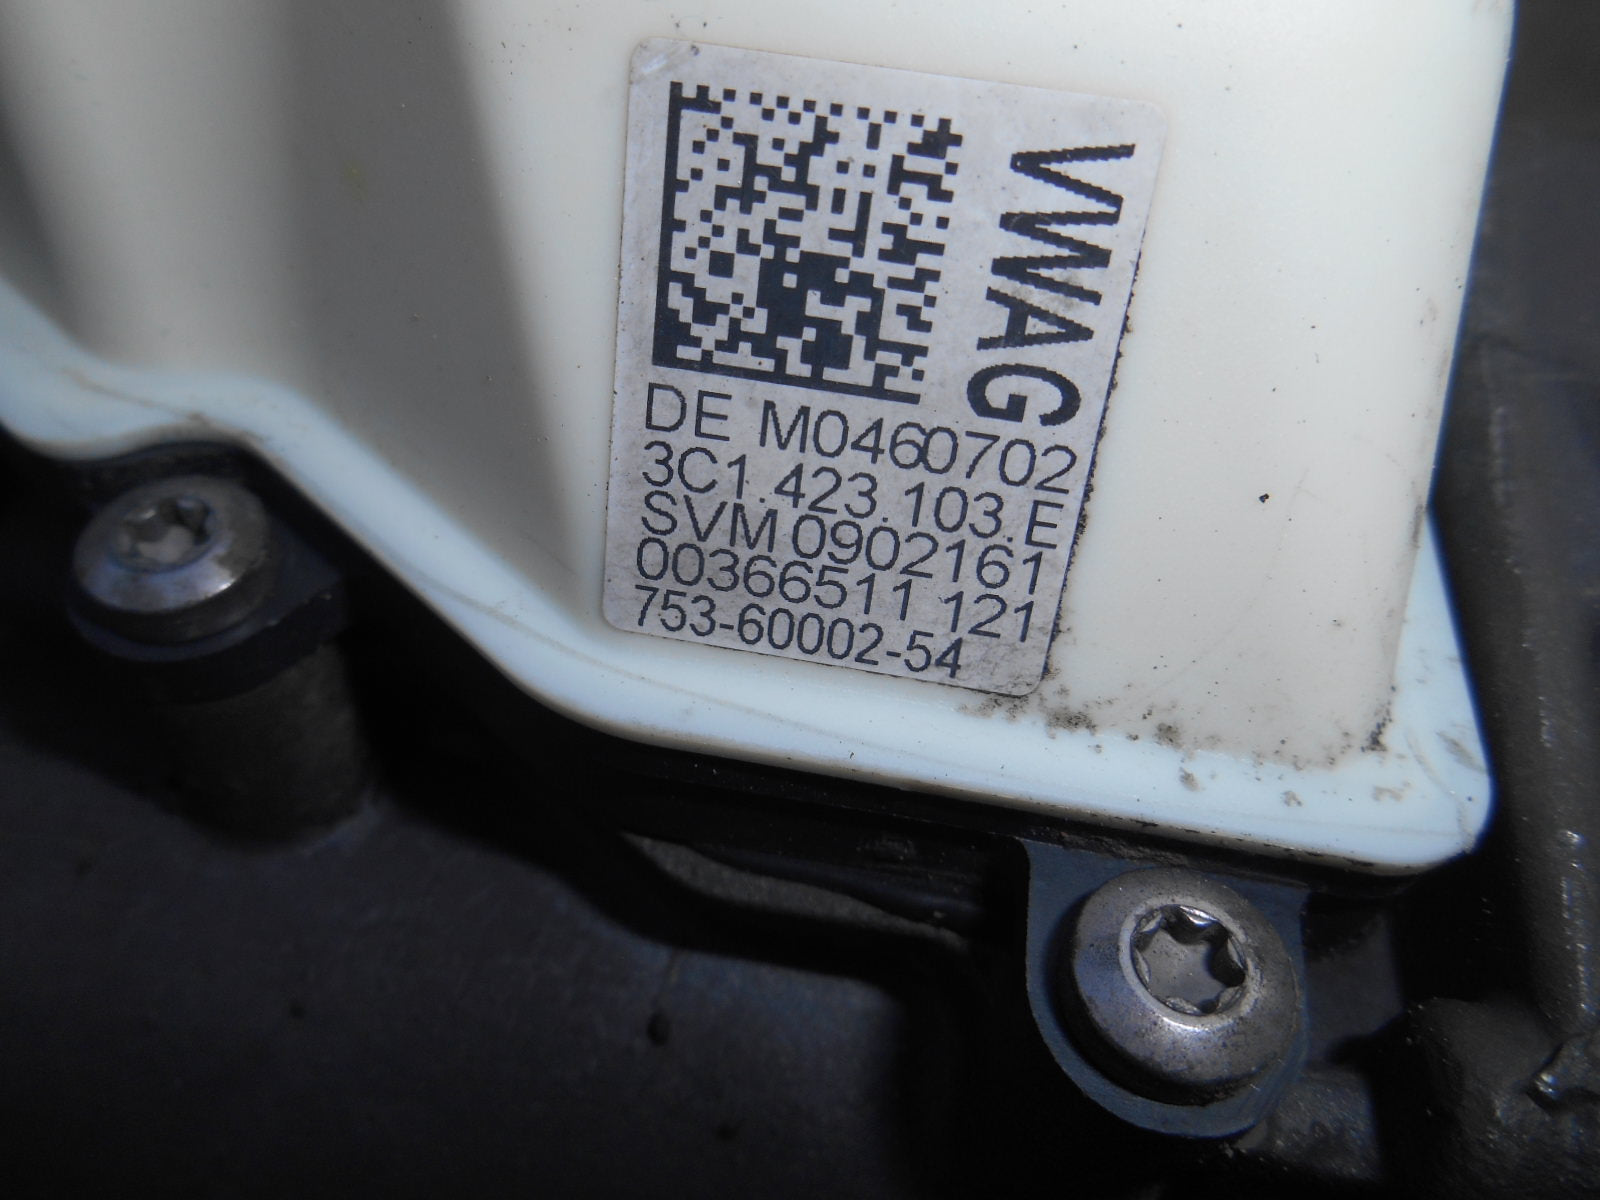 VWAG
DE M0460702
3C1.423.103.E
SVM 0902161
00366511 121
753-60002-54